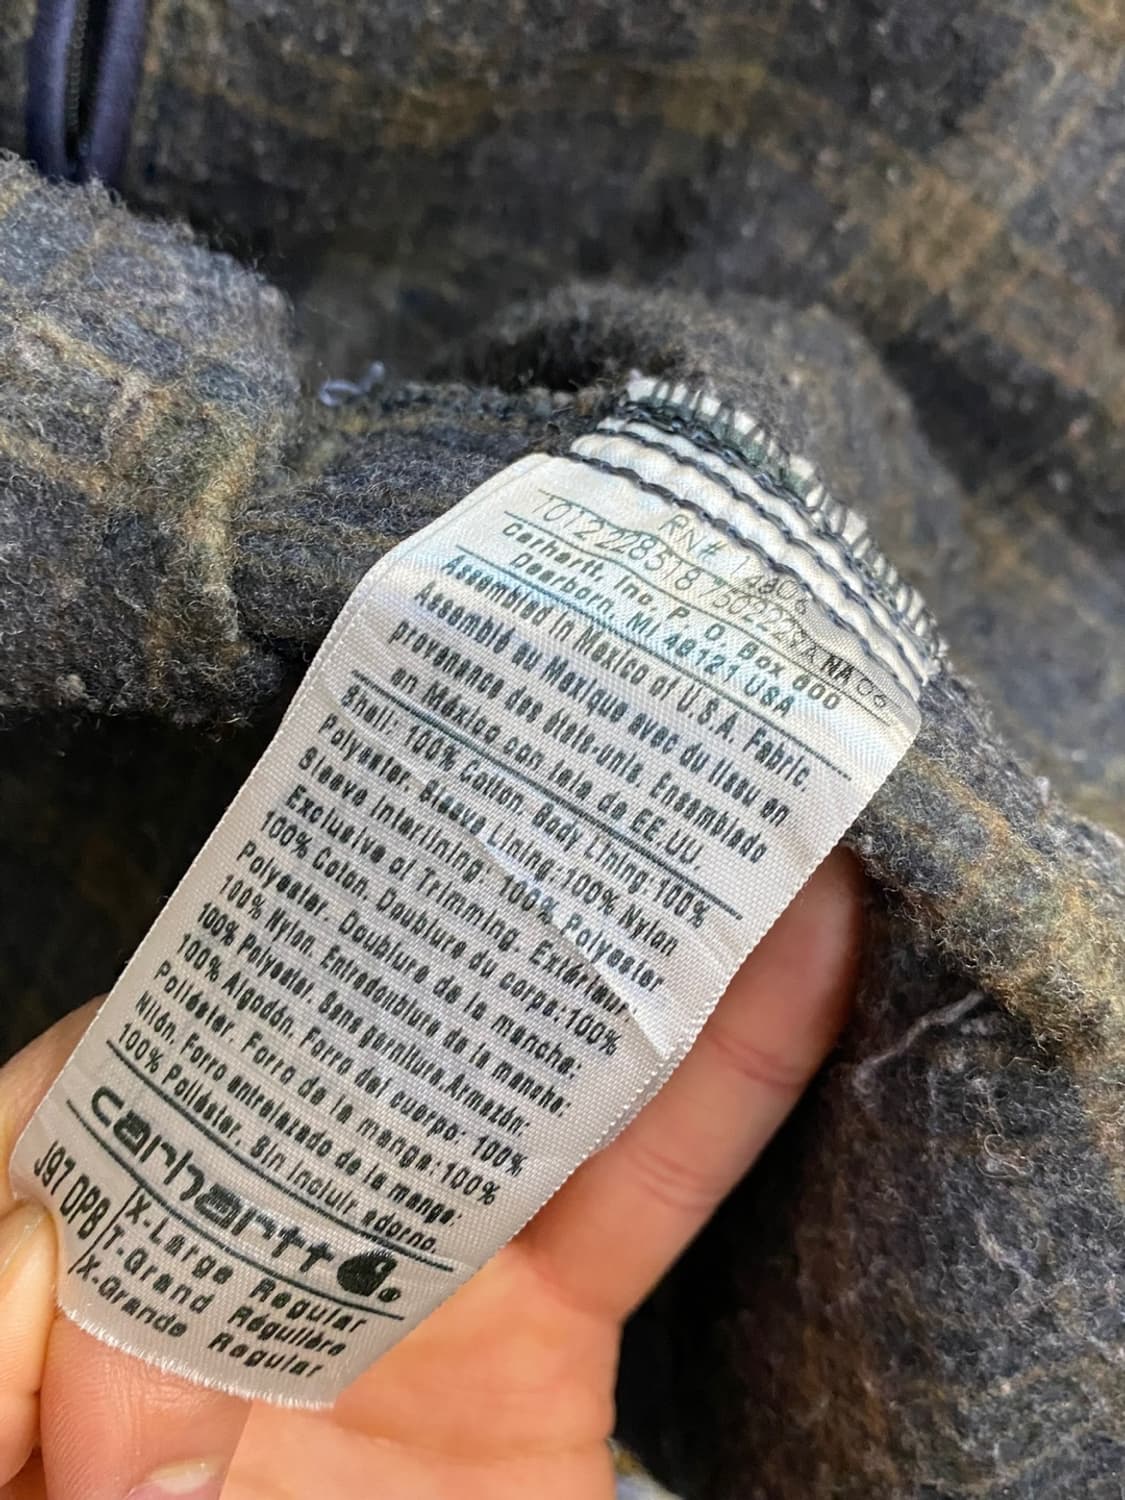 RN# 14806
Carhartt, Inc. P. O. Box 600
Dearborn, MI 48121 USA
Assembled in Mexico of U.S.A. Fabric.
Assemblé au Mexique avec du tissu en
provenance des états-unis. Ensamblado
en México con tela de EE.UU.
Shell: 100% Cotton. Body Lining:100%
Polyester. Sleeve Lining:100% Nylon
Sleeve Interlining: 100% Polyester
Exclusive of Trimming. Extérieur:
100% Coton. Doublure du corps:100%
Polyester. Doublure de la manche:
100% Nylon. Entredoublure de la manche:
100% Polyester. Sans garniture.Armazón:
100% Algodón. Forro del cuerpo: 100%
Poliéster. Forro de la manga:100%
Nilón. Forro entrelazado de la manga:
100% Poliéster. Sin incluir adorno.
carhartt
J97 DPB
X-Large Regular
T-Grand Régulière
X-Grande Regular